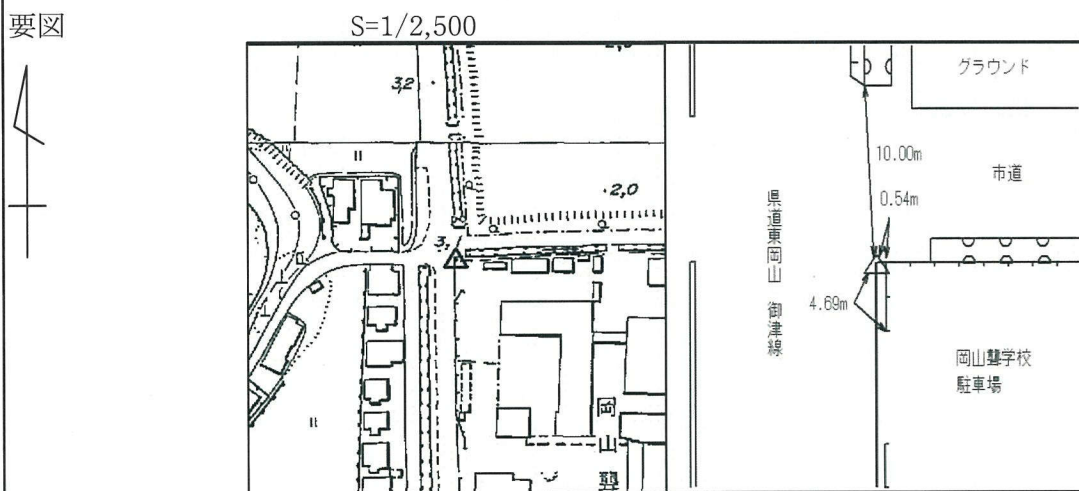 要図
S=1/2,500
3,2
2,0
3,
岡山聾
グラウンド
10.00m
市道
0.54m
県道東岡山 御津線
4.69m
岡山聾学校
駐車場